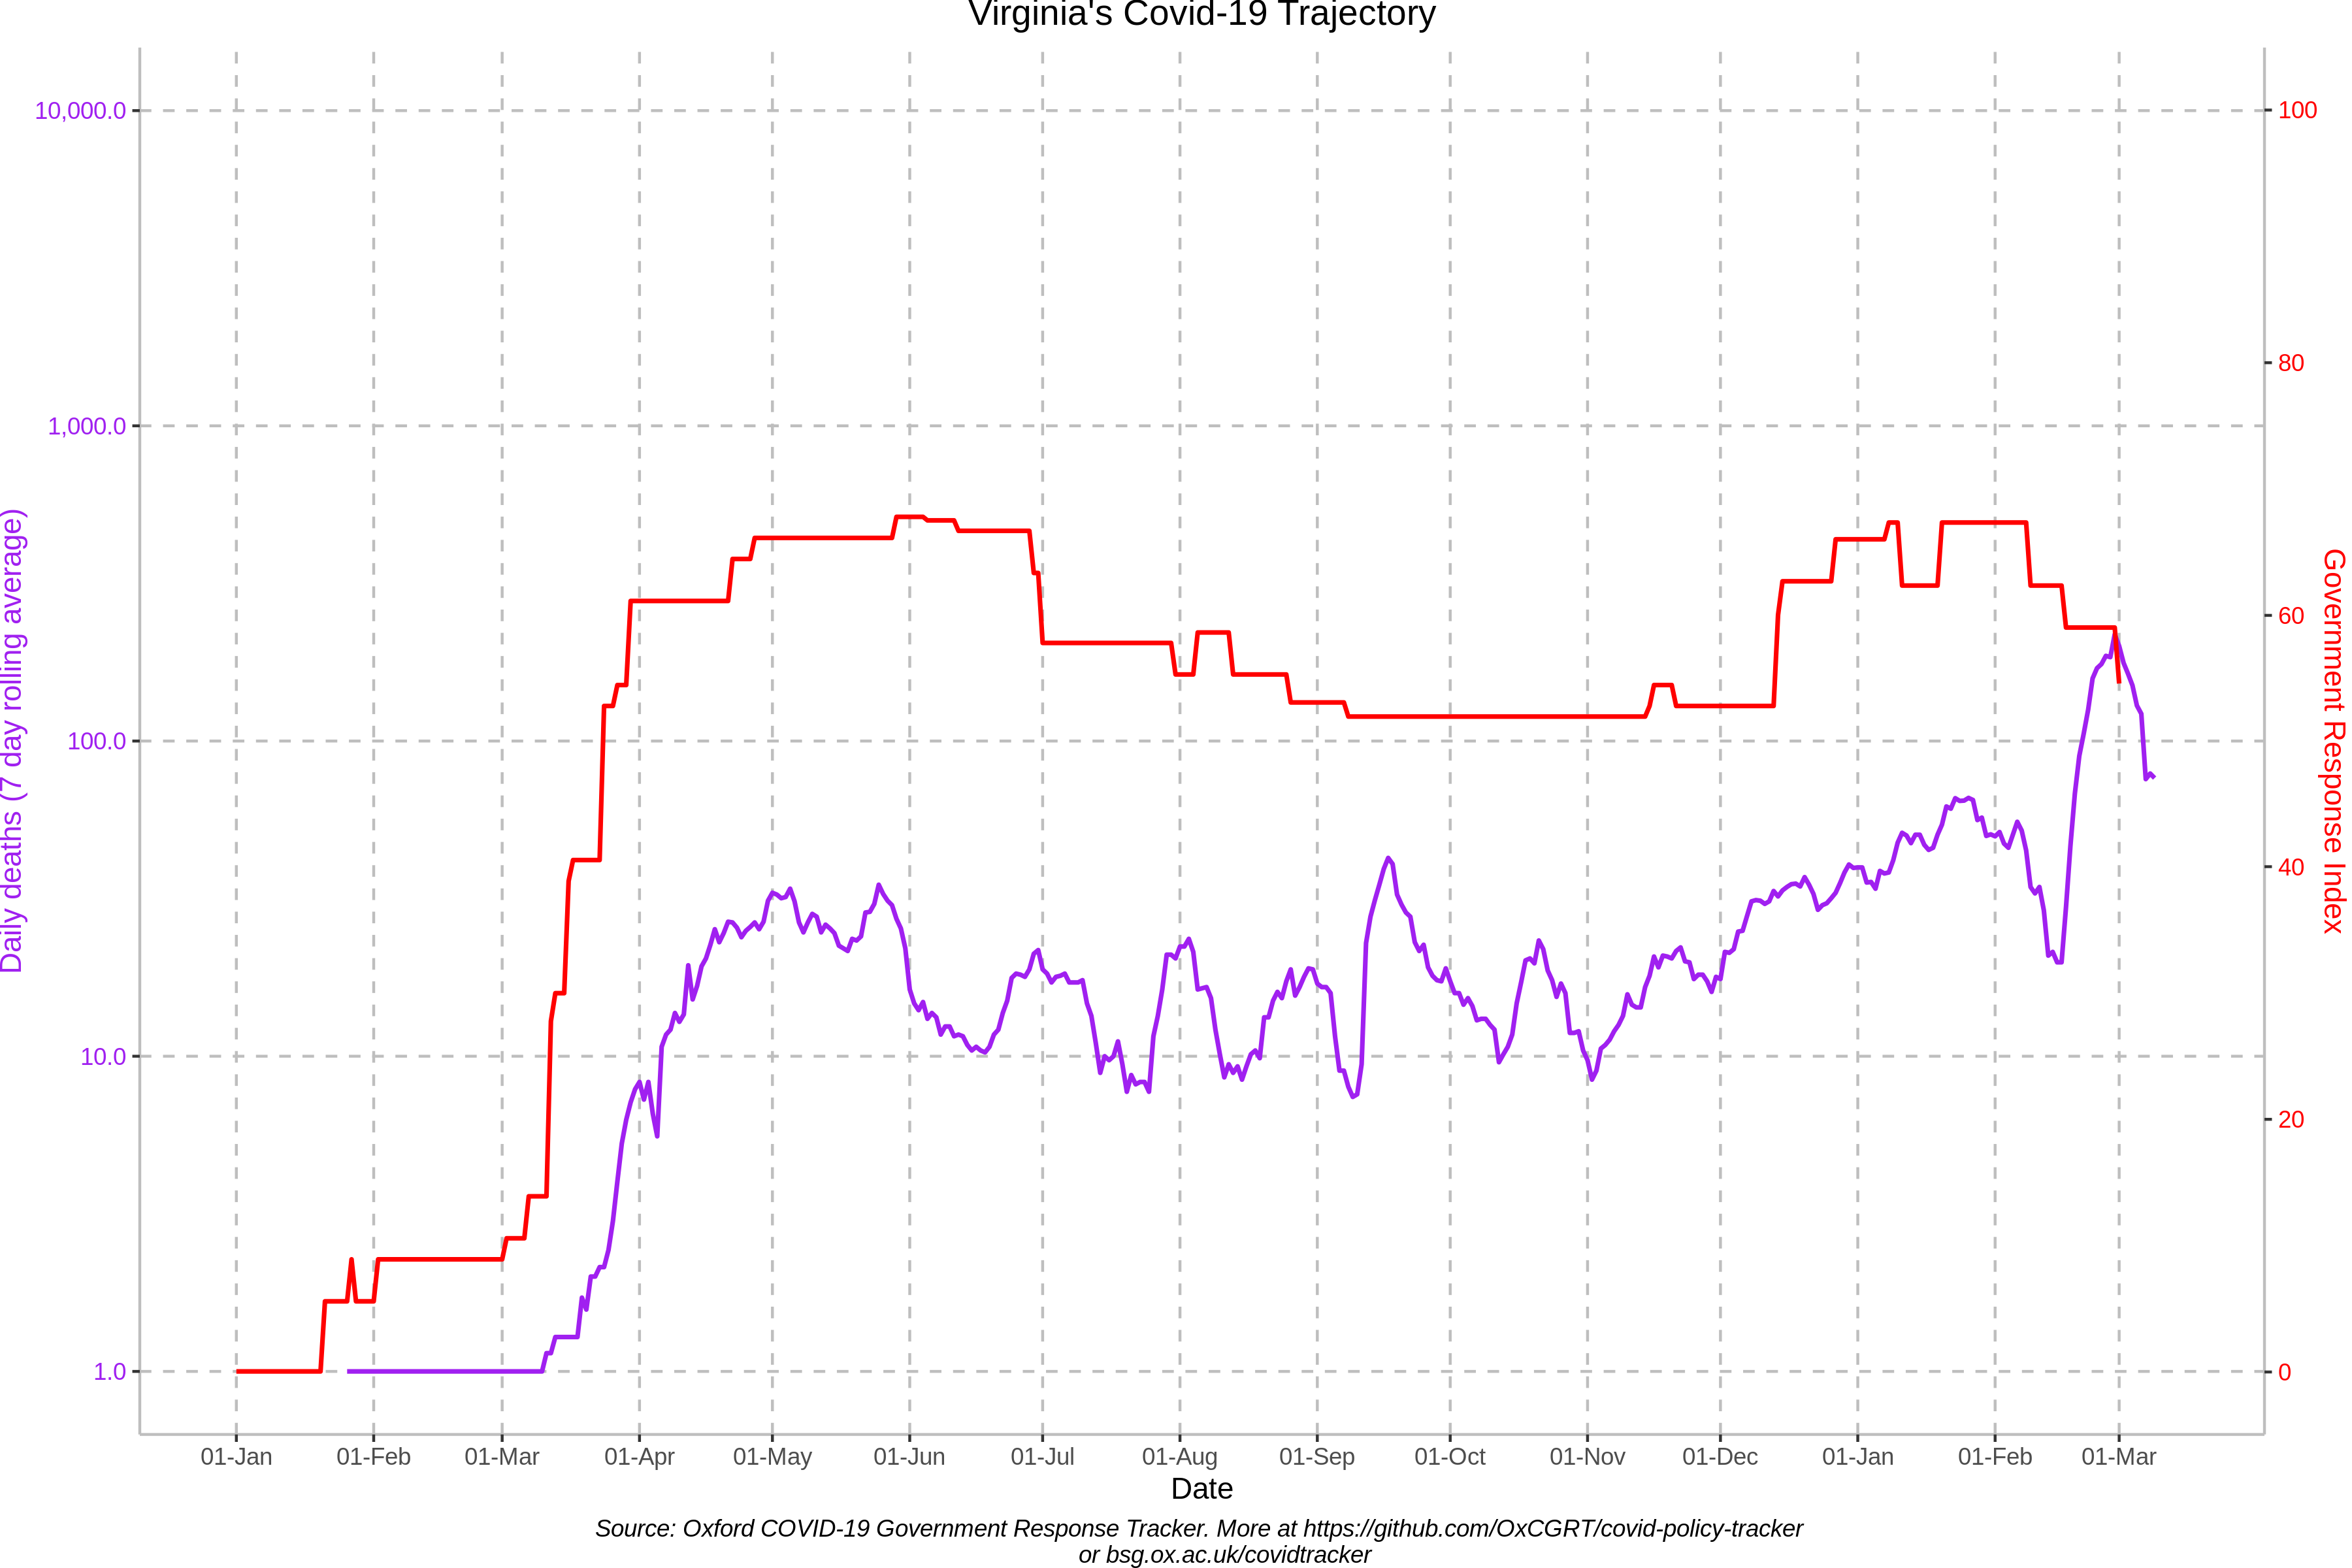 Virginia's Covid-19 Trajectory
10,000.0
1,000.0
100.0
10.0
1.0
Daily deaths (7 day rolling average)
100
80
60
40
20
0
Government Response Index
01-Jan 01-Feb 01-Mar 01-Apr 01-May 01-Jun 01-Jul 01-Aug 01-Sep 01-Oct 01-Nov 01-Dec 01-Jan 01-Feb 01-Mar
Date
Source: Oxford COVID-19 Government Response Tracker. More at https://github.com/OxCGRT/covid-policy-tracker
or bsg.ox.ac.uk/covidtracker